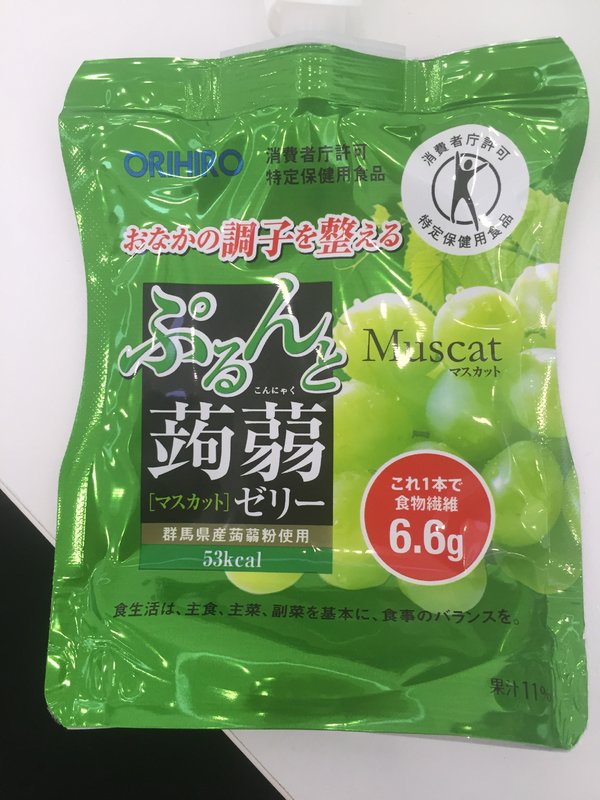 ORIHIRO
消費者庁許可
特定保健用食品
消費者庁許可
特定保健用食品
おなかの調子を整える
ぷるんと
こんにゃく
蒟蒻
[マスカット]ゼリー
群馬県産蒟蒻粉使用
53kcal
Muscat
マスカット
これ1本で
食物繊維
6.6g
食生活は、主食、主菜、副菜を基本に、食事のバランスを。
果汁11%